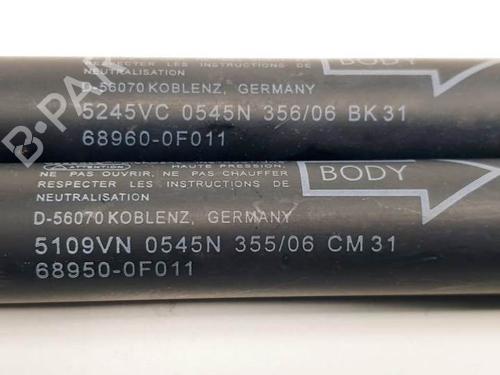 RESPECTER LES INSTRUCTIONS DE
NEUTRALISATION
D-56070 KOBLENZ, GERMANY
5245VC 0545N 356/06 BK31
68960-0F011
BODY
B-PARTS
ATTENTION HAUTE PRESSION,
NE PAS OUVRIR, NE PAS CHAUFFER
RESPECTER LES INSTRUCTIONS DE
NEUTRALISATION
D-56070 KOBLENZ, GERMANY
5109VN 0545N 355/06 CM31
68950-0F011
BODY